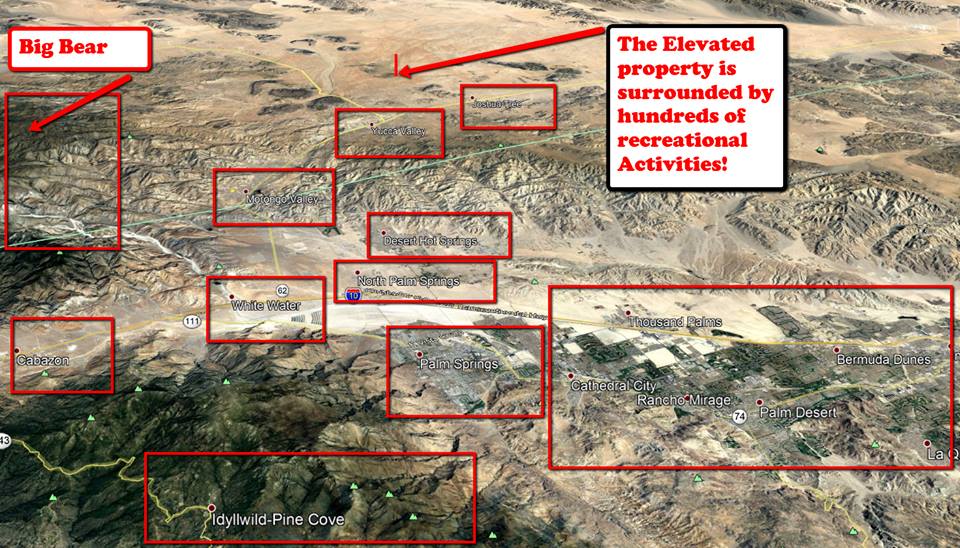 Big Bear
The Elevated
property is
surrounded by
hundreds of
recreational
Activities!
Joshua Tree
Yucca Valley
Morongo Valley
Desert Hot Springs
North Palm Springs
10
62
White Water
111
Thousand Palms
Cabazon
Palm Springs
Bermuda Dunes
Cathedral City
Rancho Mirage
74
Palm Desert
43
La Q
Idyllwild-Pine Cove